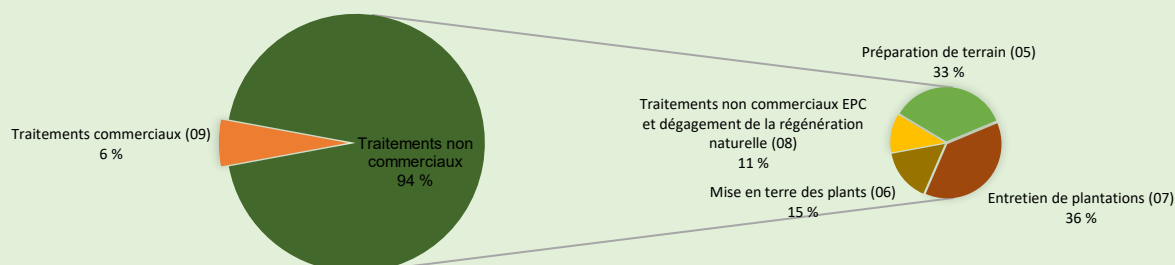 Traitements commerciaux (09)
6 %
Traitements non
commerciaux
94 %
Préparation de terrain (05)
33 %
Traitements non commerciaux EPC
et dégagement de la régénération
naturelle (08)
11 %
Mise en terre des plants (06)
15 %
Entretien de plantations (07)
36 %